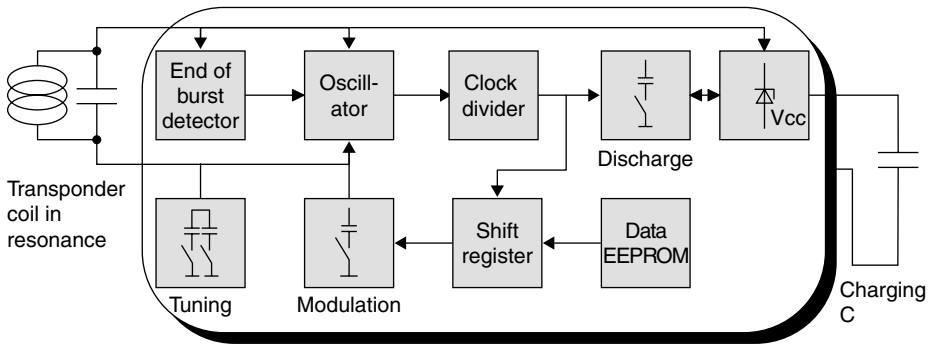 End of
burst
detector
Oscill-
ator
Clock
divider
Vcc
Discharge
Transponder
coil in
resonance
Tuning
Modulation
Shift
register
Data
EEPROM
Charging
C